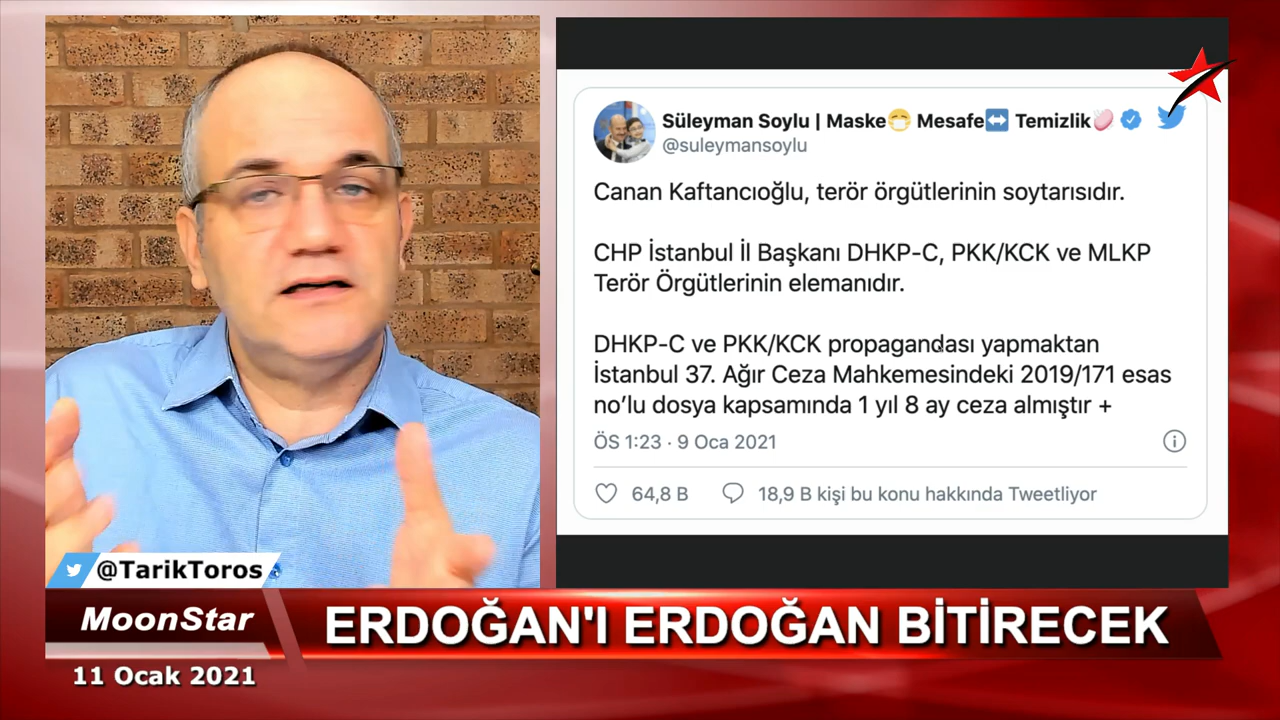 Süleyman Soylu | Maske😷 Mesafe↔️ Temizlik🧼
@suleymansoylu
Canan Kaftancıoğlu, terör örgütlerinin soytarısıdır.
CHP İstanbul İl Başkanı DHKP-C, PKK/KCK ve MLKP
Terör Örgütlerinin elemanıdır.
DHKP-C ve PKK/KCK propagandası yapmaktan
İstanbul 37. Ağır Ceza Mahkemesindeki 2019/171 esas
no’lu dosya kapsamında 1 yıl 8 ay ceza almıştır +
ÖS 1:23 · 9 Oca 2021
64,8 B 18,9 B kişi bu konu hakkında Tweetliyor
@TarikToros
MoonStar
ERDOĞAN'I ERDOĞAN BİTİRECEK
11 Ocak 2021